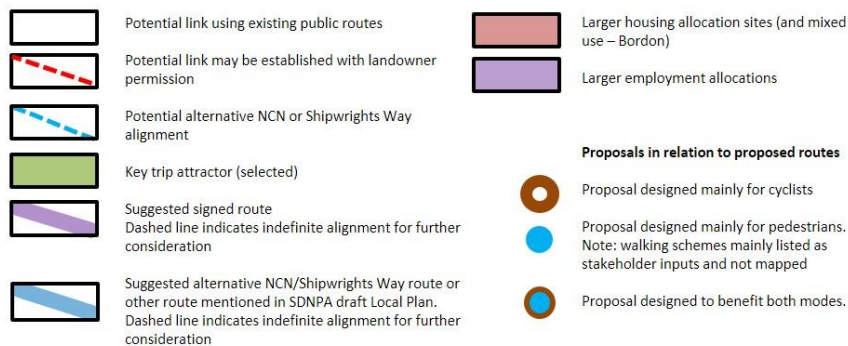 Potential link using existing public routes
Potential link may be established with landowner
permission
Potential alternative NCN or Shipwrights Way
alignment
Key trip attractor (selected)
Suggested signed route
Dashed line indicates indefinite alignment for further
consideration
Suggested alternative NCN/Shipwrights Way route or
other route mentioned in SDNPA draft Local Plan.
Dashed line indicates indefinite alignment for further
consideration
Larger housing allocation sites (and mixed
use – Bordon)
Larger employment allocations
Proposals in relation to proposed routes
Proposal designed mainly for cyclists
Proposal designed mainly for pedestrians.
Note: walking schemes mainly listed as
stakeholder inputs and not mapped
Proposal designed to benefit both modes.